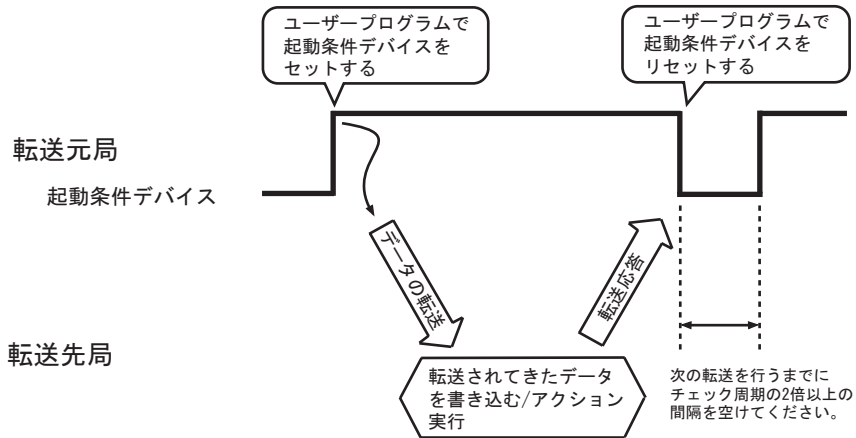 ユーザープログラムで
起動条件デバイスを
セットする
ユーザープログラムで
起動条件デバイスを
リセットする
転送元局
起動条件デバイス
データの転送
転送応答
転送先局
転送されてきたデータ
を書き込む/アクション
実行
次の転送を行うまでに
チェック周期の2倍以上の
間隔を空けてください。